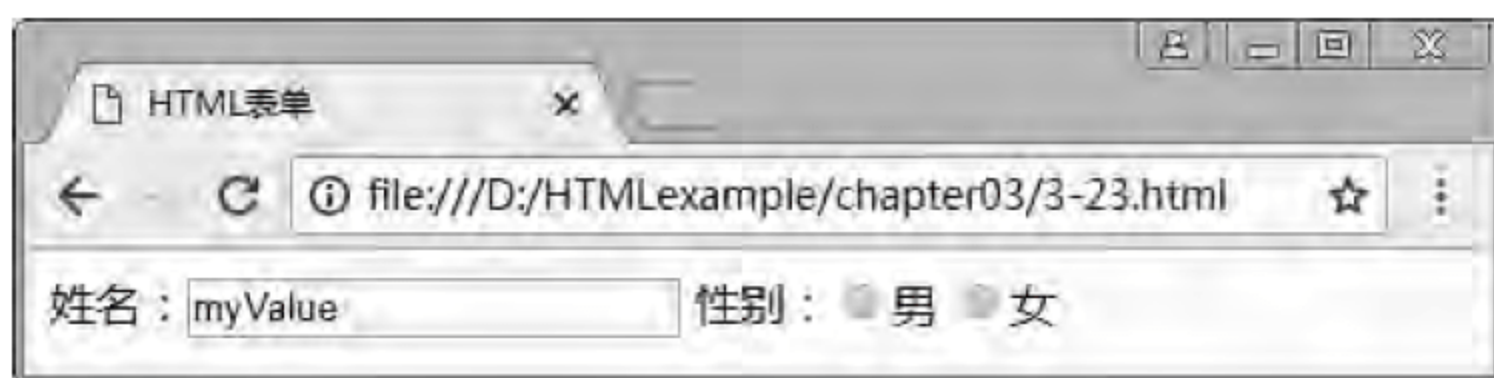 HTML表单
file:///D:/HTMLexample/chapter03/3-23.html
姓名：myValue 性别： 男 女